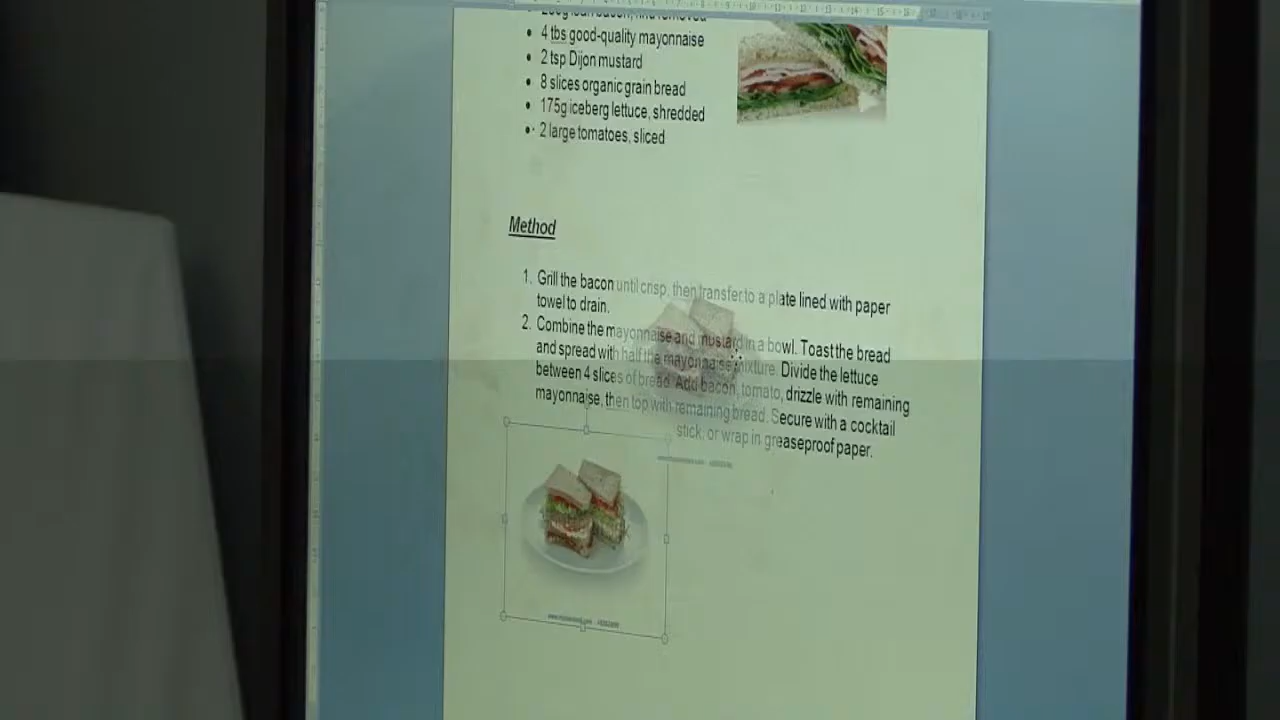 • 4 tbs good-quality mayonnaise
• 2 tsp Dijon mustard
• 8 slices organic grain bread
• 175g iceberg lettuce, shredded
• 2 large tomatoes, sliced
Method
1. Grill the bacon until crisp, then transfer to a plate lined with paper
towel to drain.
2. Combine the mayonnaise and mustard in a bowl. Toast the bread
and spread with half the mayonnaise mixture. Divide the lettuce
between 4 slices of bread. Add bacon, tomato, drizzle with remaining
mayonnaise, then top with remaining bread. Secure with a cocktail
stick, or wrap in greaseproof paper.